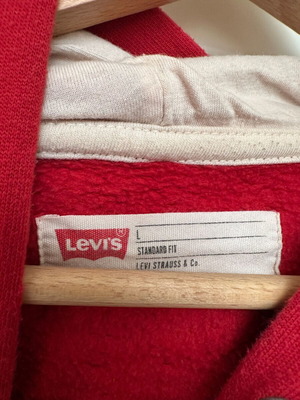 LEVI'S ®
L
STANDARD FIT
LEVI STRAUSS & Co.